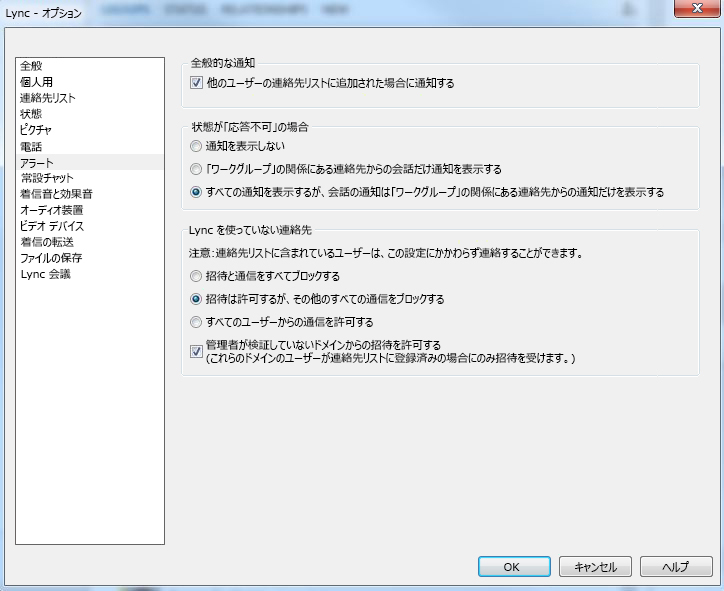 Lync - オプション
GROUPS STATUS RELATIONSHIPS NEW
全般
個人用
連絡先リスト
状態
ピクチャ
電話
アラート
常設チャット
着信音と効果音
オーディオ装置
ビデオ デバイス
着信の転送
ファイルの保存
Lync 会議
全般的な通知
他のユーザーの連絡先リストに追加された場合に通知する
状態が「応答不可」の場合
通知を表示しない
「ワークグループ」の関係にある連絡先からの会話だけ通知を表示する
すべての通知を表示するが、会話の通知は「ワークグループ」の関係にある連絡先からの通知だけを表示する
Lync を使っていない連絡先
注意：連絡先リストに含まれているユーザーは、この設定にかかわらず連絡することができます。
招待と通信をすべてブロックする
招待は許可するが、その他のすべての通信をブロックする
すべてのユーザーからの通信を許可する
管理者が検証していないドメインからの招待を許可する
(これらのドメインのユーザーが連絡先リストに登録済みの場合にのみ招待を受けます。)
OK
キャンセル
ヘルプ